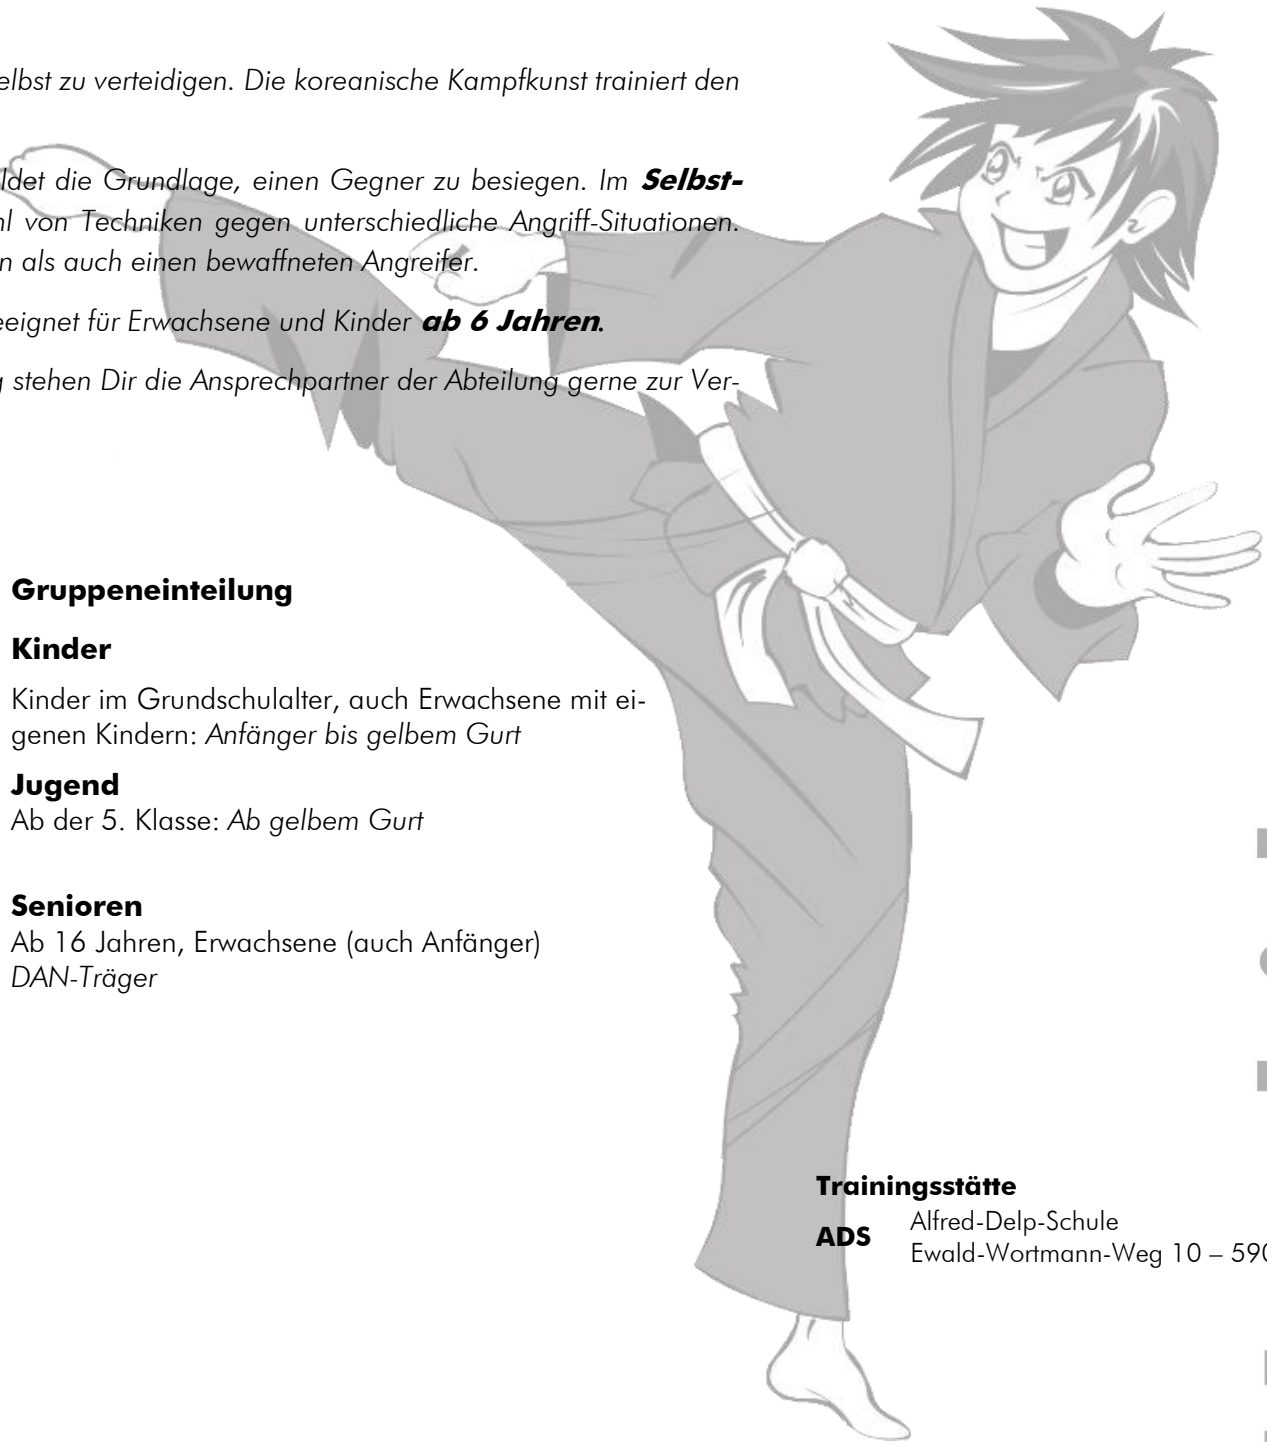 elbst zu verteidigen. Die koreanische Kampfkunst trainiert den
ldet die Grundlage, einen Gegner zu besiegen. Im Selbst-
hl von Techniken gegen unterschiedliche Angriff-Situationen.
n als auch einen bewaffneten Angreifer.
eeignet für Erwachsene und Kinder ab 6 Jahren.
g stehen Dir die Ansprechpartner der Abteilung gerne zur Ver-
Gruppeneinteilung
Kinder
Kinder im Grundschulalter, auch Erwachsene mit ei-
genen Kindern: Anfänger bis gelbem Gurt
Jugend
Ab der 5. Klasse: Ab gelbem Gurt
Senioren
Ab 16 Jahren, Erwachsene (auch Anfänger)
DAN-Träger
Trainingsstätte
ADS Alfred-Delp-Schule
Ewald-Wortmann-Weg 10 – 590